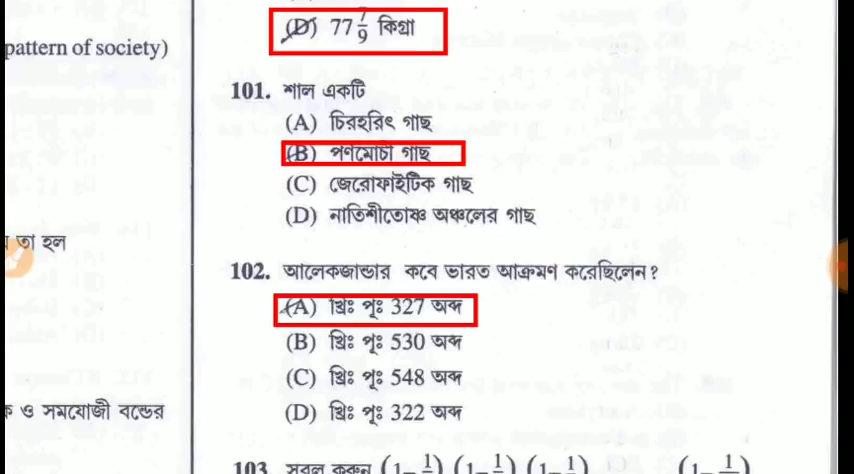 (D) 77 7/9 কিগ্রা
pattern of society)
101. শাল একটি
(A) চিরহরিৎ গাছ
(B) পর্ণমোচী গাছ
(C) জেরোফাইটিক গাছ
(D) নাতিশীতোষ্ণ অঞ্চলের গাছ
তা হল
102. আলেকজান্ডার কবে ভারত আক্রমণ করেছিলেন?
(A) খ্রিঃ পূঃ 327 অব্দ
(B) খ্রিঃ পূঃ 530 অব্দ
(C) খ্রিঃ পূঃ 548 অব্দ
(D) খ্রিঃ পূঃ 322 অব্দ
ক ও সমযোজী বন্ডের
103. সরল করুন